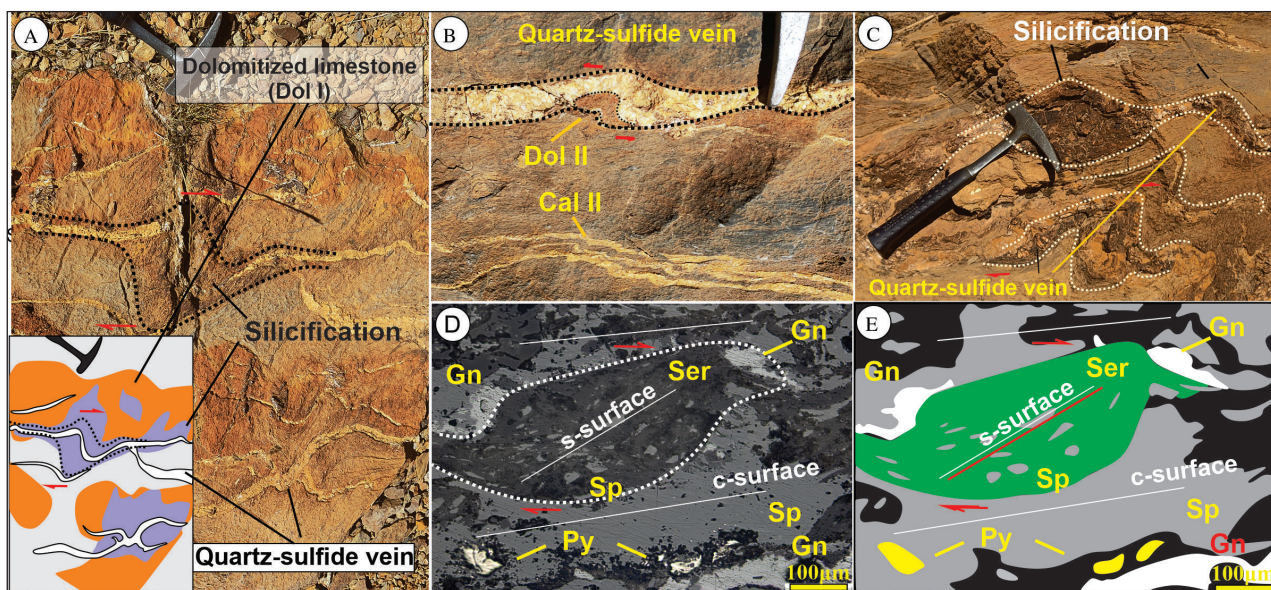 A
Dolomitized limestone
(Dol I)
Silicification
Quartz-sulfide vein
B
Quartz-sulfide vein
Dol II
Cal II
C
Silicification
Quartz-sulfide vein
D
Gn
Gn
Ser
s-surface
Sp
c-surface
Sp
Py
Gn
100μm
E
Gn
Gn
Ser
s-surface
Sp
c-surface
Sp
Py
Gn
100μm